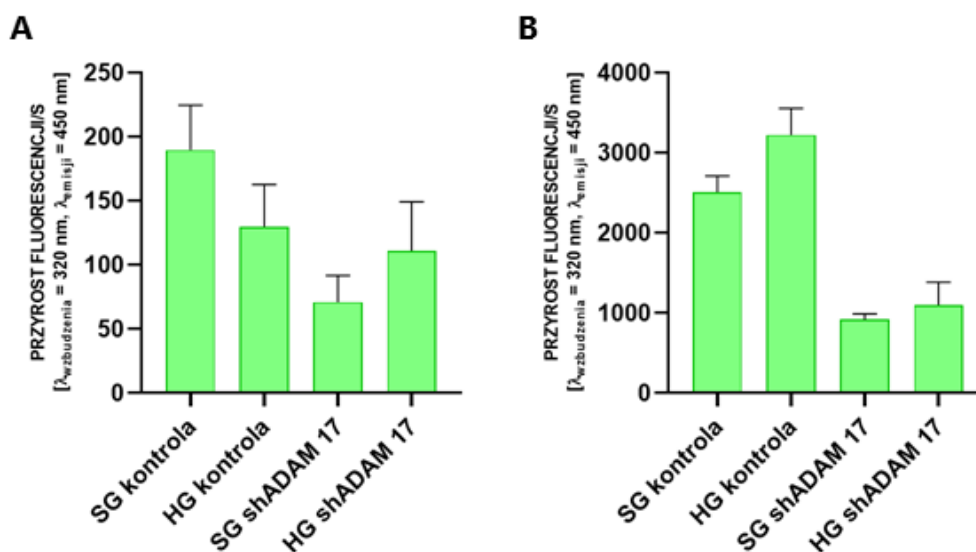 A
PRZYROST FLUORESCENCJI/S
[λwzbudzenia = 320 nm, λemisji = 450 nm]
250
200
150
100
50
0
SG kontrola
HG kontrola
SG shADAM 17
HG shADAM 17
B
PRZYROST FLUORESCENCJI/S
[λwzbudzenia = 320 nm, λemisji = 450 nm]
4000
3000
2000
1000
0
SG kontrola
HG kontrola
SG shADAM 17
HG shADAM 17